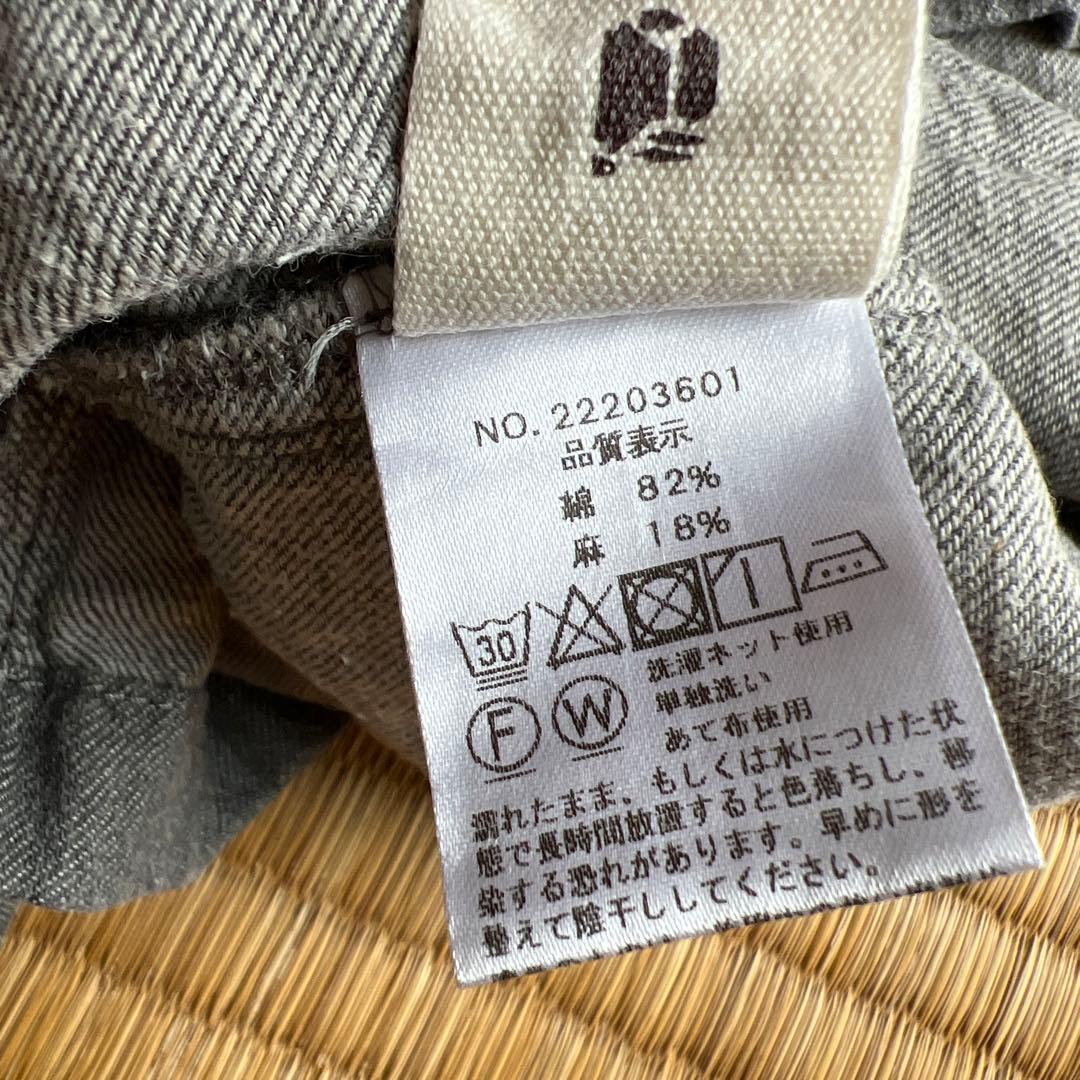 NO. 22203601
品質表示
綿 82%
麻 18%
30
洗濯ネット使用
単独洗い
あて布使用
F W
濡れたまま、もしくは水につけた状
態で長時間放置すると色落ちし、移
染する恐れがあります。早めに形を
整えて陰干ししてください。